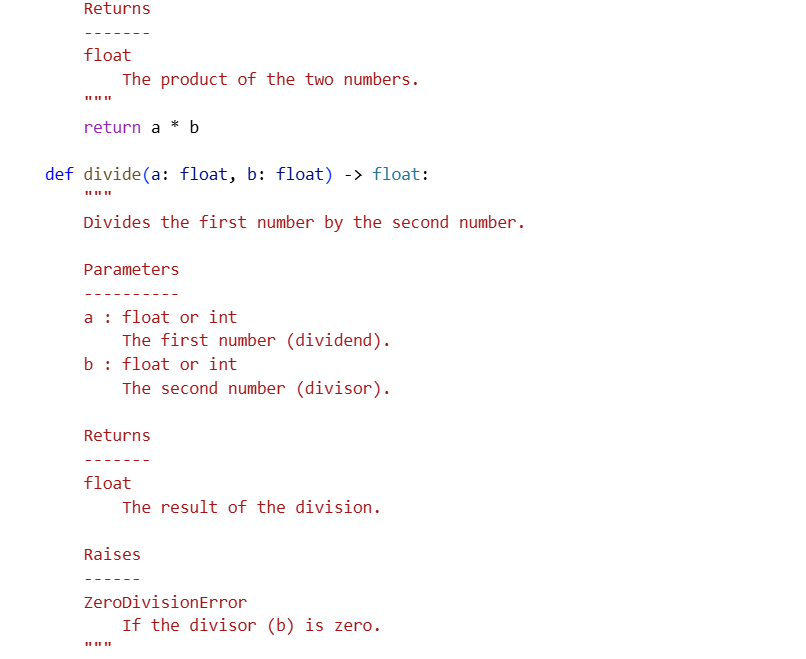 Returns
-------
float
    The product of the two numbers.
"""
return a * b
def divide(a: float, b: float) -> float:
"""
Divides the first number by the second number.
Parameters
----------
a : float or int
    The first number (dividend).
b : float or int
    The second number (divisor).
Returns
-------
float
    The result of the division.
Raises
------
ZeroDivisionError
    If the divisor (b) is zero.
"""